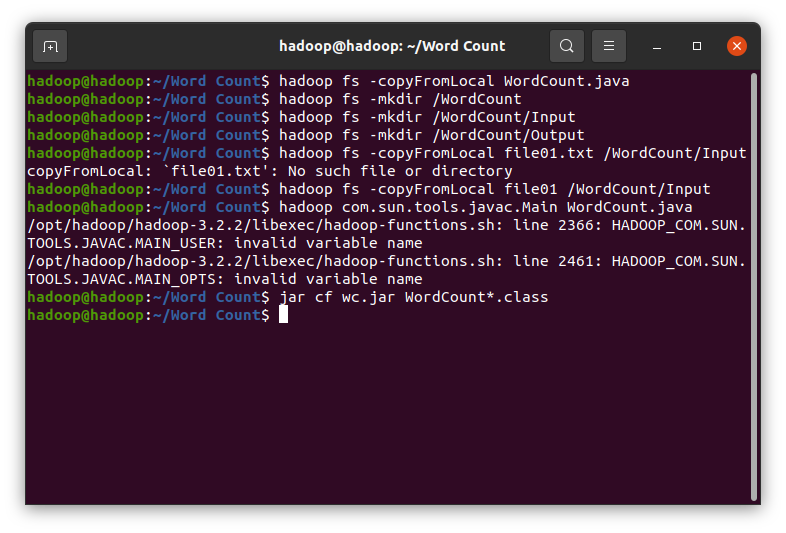 hadoop@hadoop: ~/Word Count
hadoop@hadoop:~/Word Count$ hadoop fs -copyFromLocal WordCount.java
hadoop@hadoop:~/Word Count$ hadoop fs -mkdir /WordCount
hadoop@hadoop:~/Word Count$ hadoop fs -mkdir /WordCount/Input
hadoop@hadoop:~/Word Count$ hadoop fs -mkdir /WordCount/Output
hadoop@hadoop:~/Word Count$ hadoop fs -copyFromLocal file01.txt /WordCount/Input
copyFromLocal: `file01.txt': No such file or directory
hadoop@hadoop:~/Word Count$ hadoop fs -copyFromLocal file01 /WordCount/Input
hadoop@hadoop:~/Word Count$ hadoop com.sun.tools.javac.Main WordCount.java
/opt/hadoop/hadoop-3.2.2/libexec/hadoop-functions.sh: line 2366: HADOOP_COM.SUN.
TOOLS.JAVAC.MAIN_USER: invalid variable name
/opt/hadoop/hadoop-3.2.2/libexec/hadoop-functions.sh: line 2461: HADOOP_COM.SUN.
TOOLS.JAVAC.MAIN_OPTS: invalid variable name
hadoop@hadoop:~/Word Count$ jar cf wc.jar WordCount*.class
hadoop@hadoop:~/Word Count$